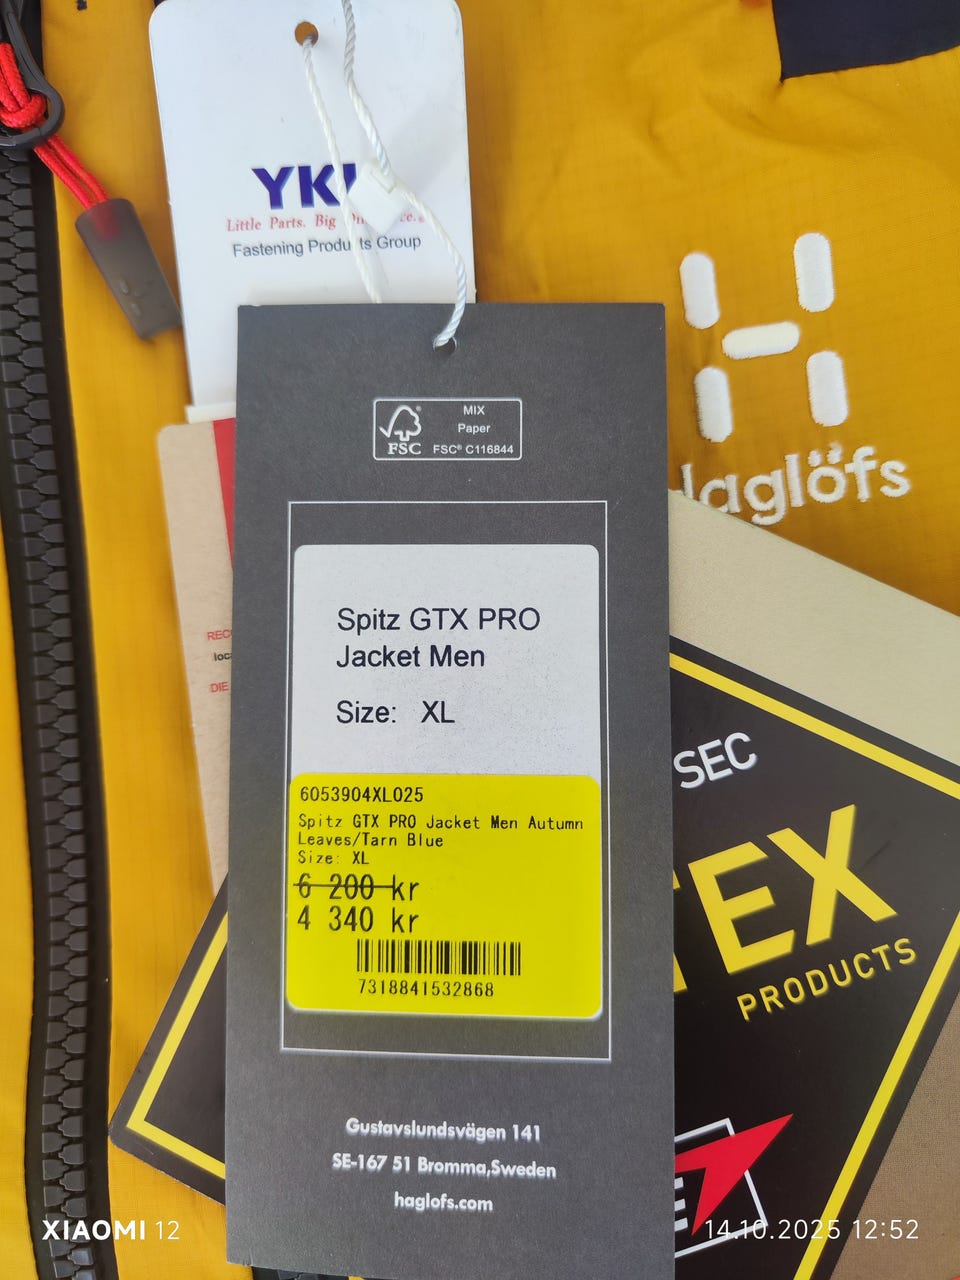 YK
Little Parts. Big
Fastening Products Group
MIX
Paper
FSC® C116844
FSC
haglöfs
Spitz GTX PRO
Jacket Men
Size: XL
6053904XL025
Spitz GTX PRO Jacket Men Autumn
Leaves/Tarn Blue
Size: XL
6 200 kr
4 340 kr
7318841532868
SEC
TEX
PRODUCTS
DIE
Gustavslundsvägen 141
SE-167 51 Bromma,Sweden
haglofs.com
XIAOMI 12
14.10.2025 12:52